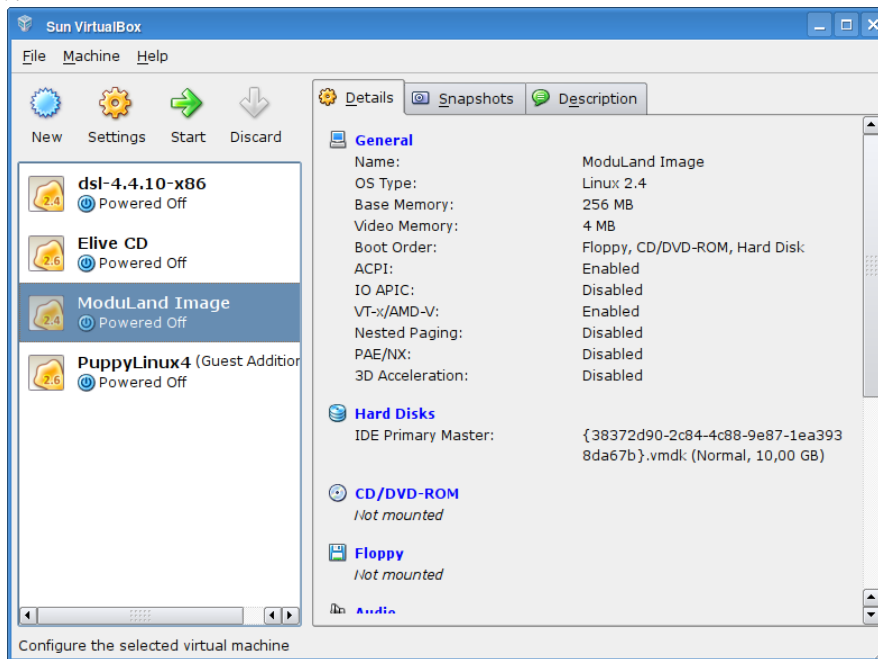 Sun VirtualBox
File Machine Help
New Settings Start Discard
dsl-4.4.10-x86
2.4
Powered Off
Elive CD
2.6
Powered Off
ModuLand Image
2.4
Powered Off
PuppyLinux4 (Guest Addition
2.6
Powered Off
Details Snapshots Description
General
Name: ModuLand Image
OS Type: Linux 2.4
Base Memory: 256 MB
Video Memory: 4 MB
Boot Order: Floppy, CD/DVD-ROM, Hard Disk
ACPI: Enabled
IO APIC: Disabled
VT-x/AMD-V: Enabled
Nested Paging: Disabled
PAE/NX: Disabled
3D Acceleration: Disabled
Hard Disks
IDE Primary Master: {38372d90-2c84-4c88-9e87-1ea393
8da67b}.vmdk (Normal, 10,00 GB)
CD/DVD-ROM
Not mounted
Floppy
Not mounted
Audio
Configure the selected virtual machine